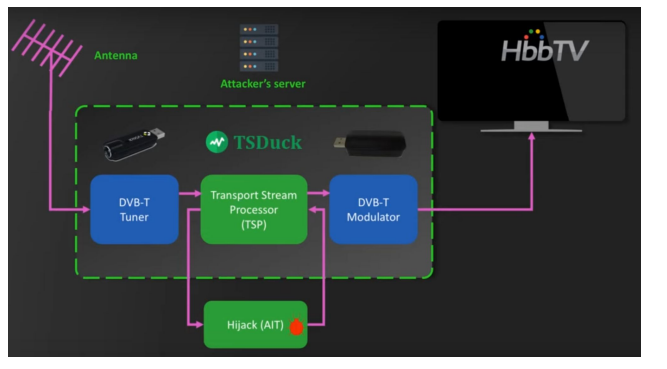 Antenna
Attacker's server
HbbTV
TSDuck
DVB-T
Tuner
Transport Stream
Processor
(TSP)
DVB-T
Modulator
Hijack (AIT)